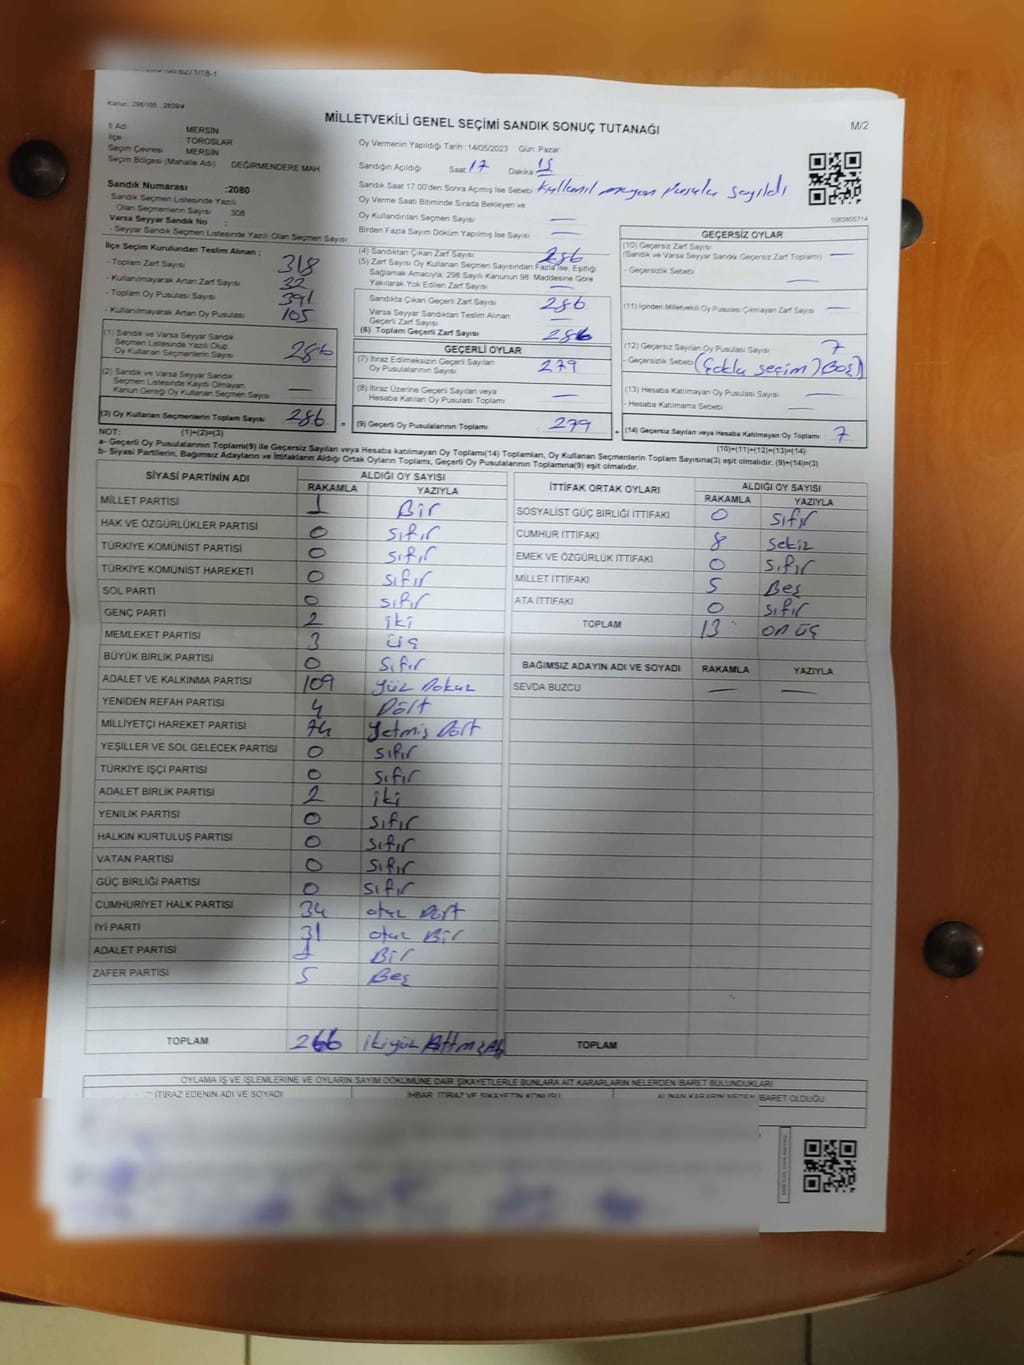 Kanun: 298/105 , 2839/4
MİLLETVEKİLİ GENEL SEÇİMİ SANDIK SONUÇ TUTANAĞI
M/2
İl Adı : MERSİN
İlçe : TOROSLAR
Seçim Çevresi : MERSİN
Seçim Bölgesi (Mahalle Adı) DEĞİRMENDERE MAH
Sandık Numarası :2080
- Sandık Seçmen Listesinde Yazılı
Olan Seçmenlerin Sayısı 308
Varsa Seyyar Sandık No :
- Seyyar Sandık Seçmen Listesinde Yazılı Olan Seçmen Sayısı
Oy Vermenin Yapıldığı Tarih :14/05/2023 Gün: Pazar
Sandığın Açıldığı Saat 17 Dakika 15
Sandık Saat 17:00'den Sonra Açılmış İse Sebebi Kullanılmayan Pusula Sayıldı
Oy Verme Saati Bitiminde Sırada Bekleyen ve
Oy Kullandırılan Seçmen Sayısı —
Birden Fazla Sayım Döküm Yapılmış İse Sayısı —
1083855714
İlçe Seçim Kurulundan Teslim Alınan ;
- Toplam Zarf Sayısı 318
- Kullanılmayarak Artan Zarf Sayısı 32
- Toplam Oy Pusulası Sayısı 391
- Kullanılmayarak Artan Oy Pusulası 105
(1) Sandık ve Varsa Seyyar Sandık
Seçmen Listesinde Yazılı Olup
Oy Kullanan Seçmenlerin Sayısı 286
(2) Sandık ve Varsa Seyyar Sandık
Seçmen Listesinde Kayıtlı Olmayan
Kanun Gereği Oy Kullanan Seçmen Sayısı —
(3) Oy Kullanan Seçmenlerin Toplam Sayısı 286
(4) Sandıktan Çıkan Zarf Sayısı 286
(5) Zarf Sayısı Oy Kullanan Seçmen Sayısından Fazla İse; Eşitliği
Sağlamak Amacıyla; 298 Sayılı Kanunun 98. Maddesine Göre
Yakılarak Yok Edilen Zarf Sayısı —
Sandıkta Çıkan Geçerli Zarf Sayısı 286
Varsa Seyyar Sandıktan Teslim Alınan
Geçerli Zarf Sayısı —
(6) Toplam Geçerli Zarf Sayısı 286
GEÇERLİ OYLAR
(7) İtiraz Edilmeksizin Geçerli Sayılan
Oy Pusulalarının Sayısı 279
(8) İtiraz Üzerine Geçerli Sayılan veya
Hesaba Katılan Oy Pusulası Toplamı —
= (9) Geçerli Oy Pusulalarının Toplamı 279
GEÇERSİZ OYLAR
(10) Geçersiz Zarf Sayısı
(Sandık ve Varsa Seyyar Sandık Geçersiz Zarf Toplamı) —
- Geçersizlik Sebebi —
(11) İçinden Milletvekili Oy Pusulası Çıkmayan Zarf Sayısı —
(12) Geçersiz Sayılan Oy Pusulası Sayısı 7
- Geçersizlik Sebebi (Çoklu seçim) (Boş)
(13) Hesaba Katılmayan Oy Pusulası Sayısı —
- Hesaba Katılmama Sebebi —
+ (14) Geçersiz Sayılan veya Hesaba Katılmayan Oy Toplamı 7
NOT: (1)+(2)=(3)
(10)+(11)+(12)+(13)=(14)
a- Geçerli Oy Pusulalarının Toplamı(9) ile Geçersiz Sayılan veya Hesaba katılmayan Oy Toplamı(14) Toplamları, Oy Kullanan Seçmenlerin Toplam Sayısına(3) eşit olmalıdır. (9)+(14)=(3)
b- Siyasi Partilerin, Bağımsız Adayların ve İttifakların Aldığı Ortak Oyların Toplamı, Geçerli Oy Pusulalarının Toplamına(9) eşit olmalıdır.
SİYASİ PARTİNİN ADI ALDIĞI OY SAYISI
RAKAMLA YAZIYLA
MİLLET PARTİSİ 1 Bir
HAK VE ÖZGÜRLÜKLER PARTİSİ 0 sıfır
TÜRKİYE KOMÜNİST PARTİSİ 0 sıfır
TÜRKİYE KOMÜNİST HAREKETİ 0 sıfır
SOL PARTİ 0 sıfır
GENÇ PARTİ 2 iki
MEMLEKET PARTİSİ 3 üç
BÜYÜK BİRLİK PARTİSİ 0 sıfır
ADALET VE KALKINMA PARTİSİ 109 yüz Dokuz
YENİDEN REFAH PARTİSİ 4 Dört
MİLLİYETÇİ HAREKET PARTİSİ 74 yetmiş Dört
YEŞİLLER VE SOL GELECEK PARTİSİ 0 sıfır
TÜRKİYE İŞÇİ PARTİSİ 0 sıfır
ADALET BİRLİK PARTİSİ 2 iki
YENİLİK PARTİSİ 0 sıfır
HALKIN KURTULUŞ PARTİSİ 0 sıfır
VATAN PARTİSİ 0 sıfır
GÜÇ BİRLİĞİ PARTİSİ 0 sıfır
CUMHURİYET HALK PARTİSİ 34 otuz Dört
İYİ PARTİ 31 otuz Bir
ADALET PARTİSİ 1 Bir
ZAFER PARTİSİ 5 Beş
TOPLAM 266 ikiyüz
İTTİFAK ORTAK OYLARI ALDIĞI OY SAYISI
RAKAMLA YAZIYLA
SOSYALİST GÜÇ BİRLİĞİ İTTİFAKI 0 sıfır
CUMHUR İTTİFAKI 8 sekiz
EMEK VE ÖZGÜRLÜK İTTİFAKI 0 sıfır
MİLLET İTTİFAKI 5 Beş
ATA İTTİFAKI 0 sıfır
TOPLAM 13 on üç
BAĞIMSIZ ADAYIN ADI VE SOYADI RAKAMLA YAZIYLA
SEVDA BUZCU — —
TOPLAM
OYLAMA İŞ VE İŞLEMLERİNE VE OYLARIN SAYIM DÖKÜMÜNE DAİR ŞİKAYETLERLE BUNLARA AİT KARARLARIN NELERDEN İBARET BULUNDUKLARI
İTİRAZ EDENİN ADI VE SOYADI İHBAR, İTİRAZ VE ŞİKAYETİN KONUSU ALINAN KARARIN NEDEN İBARET OLDUĞU